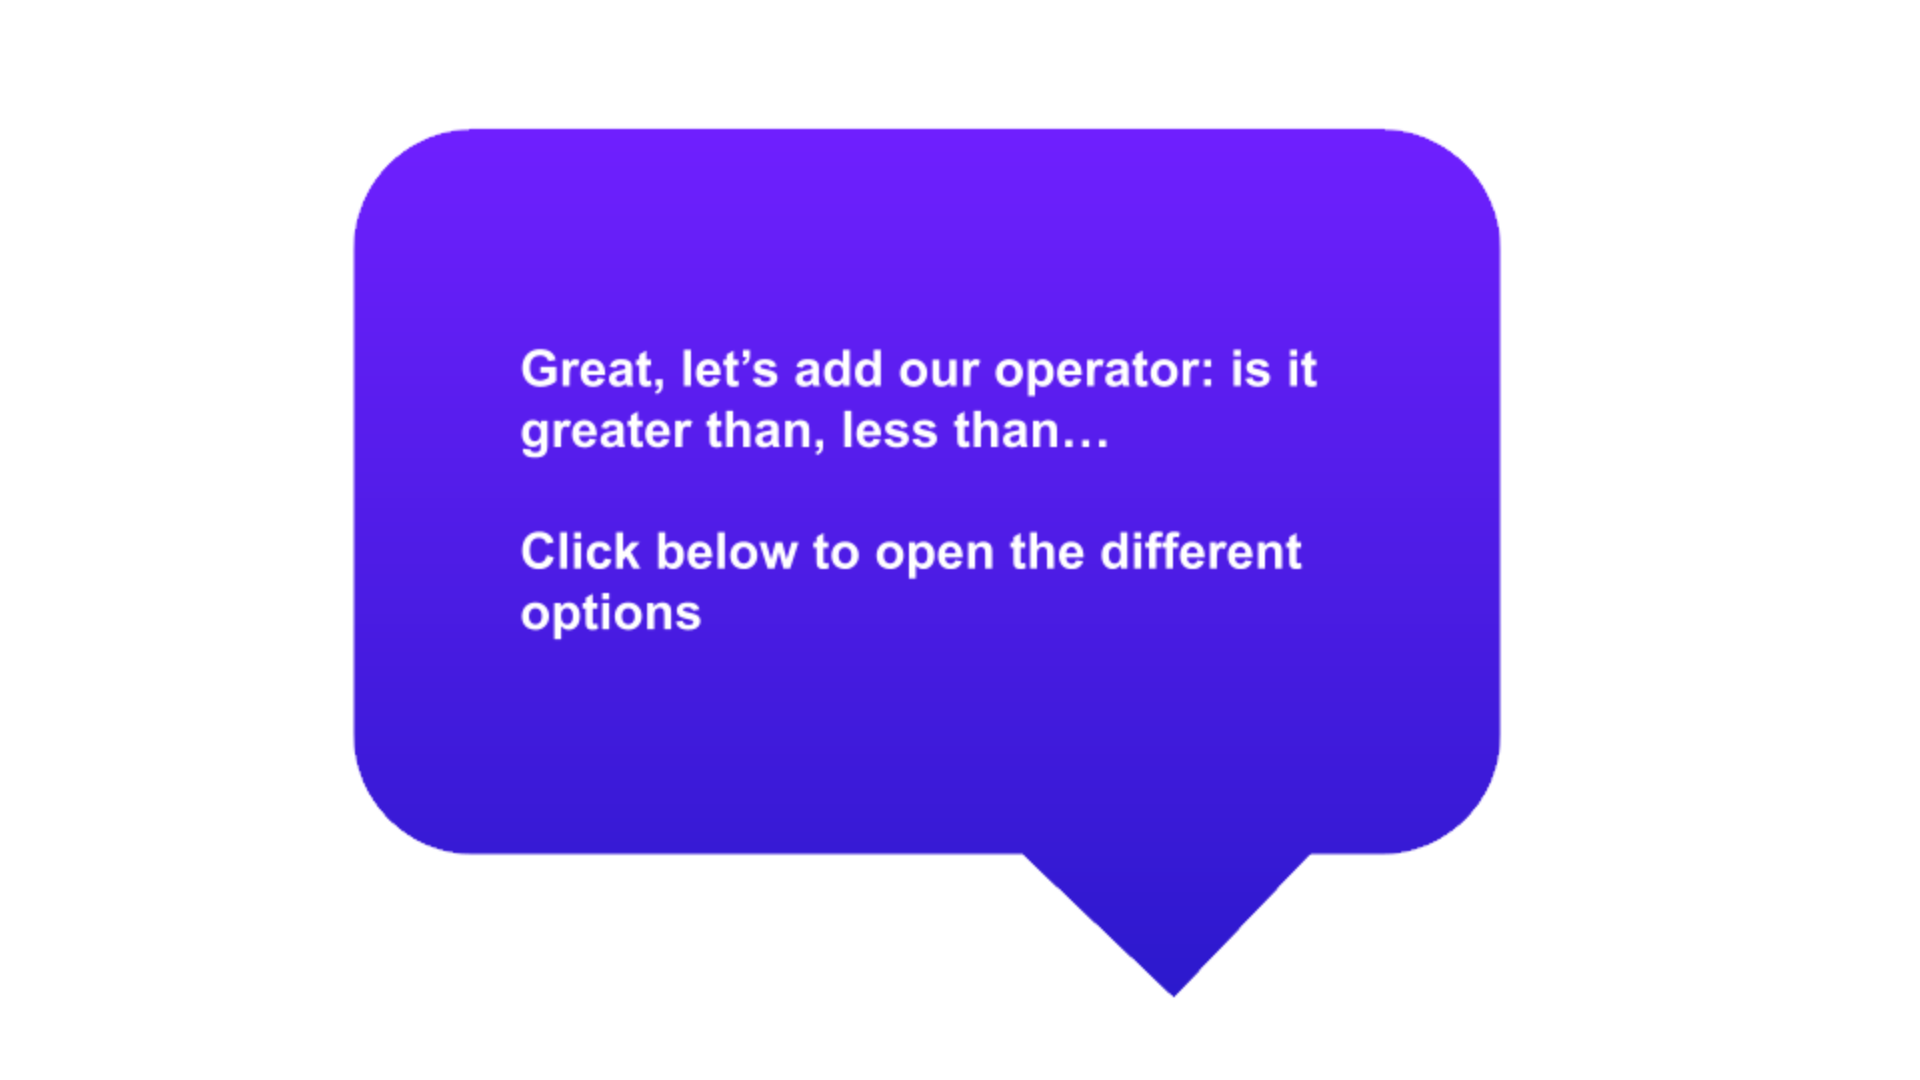 Great, let’s add our operator: is it
greater than, less than…
Click below to open the different
options